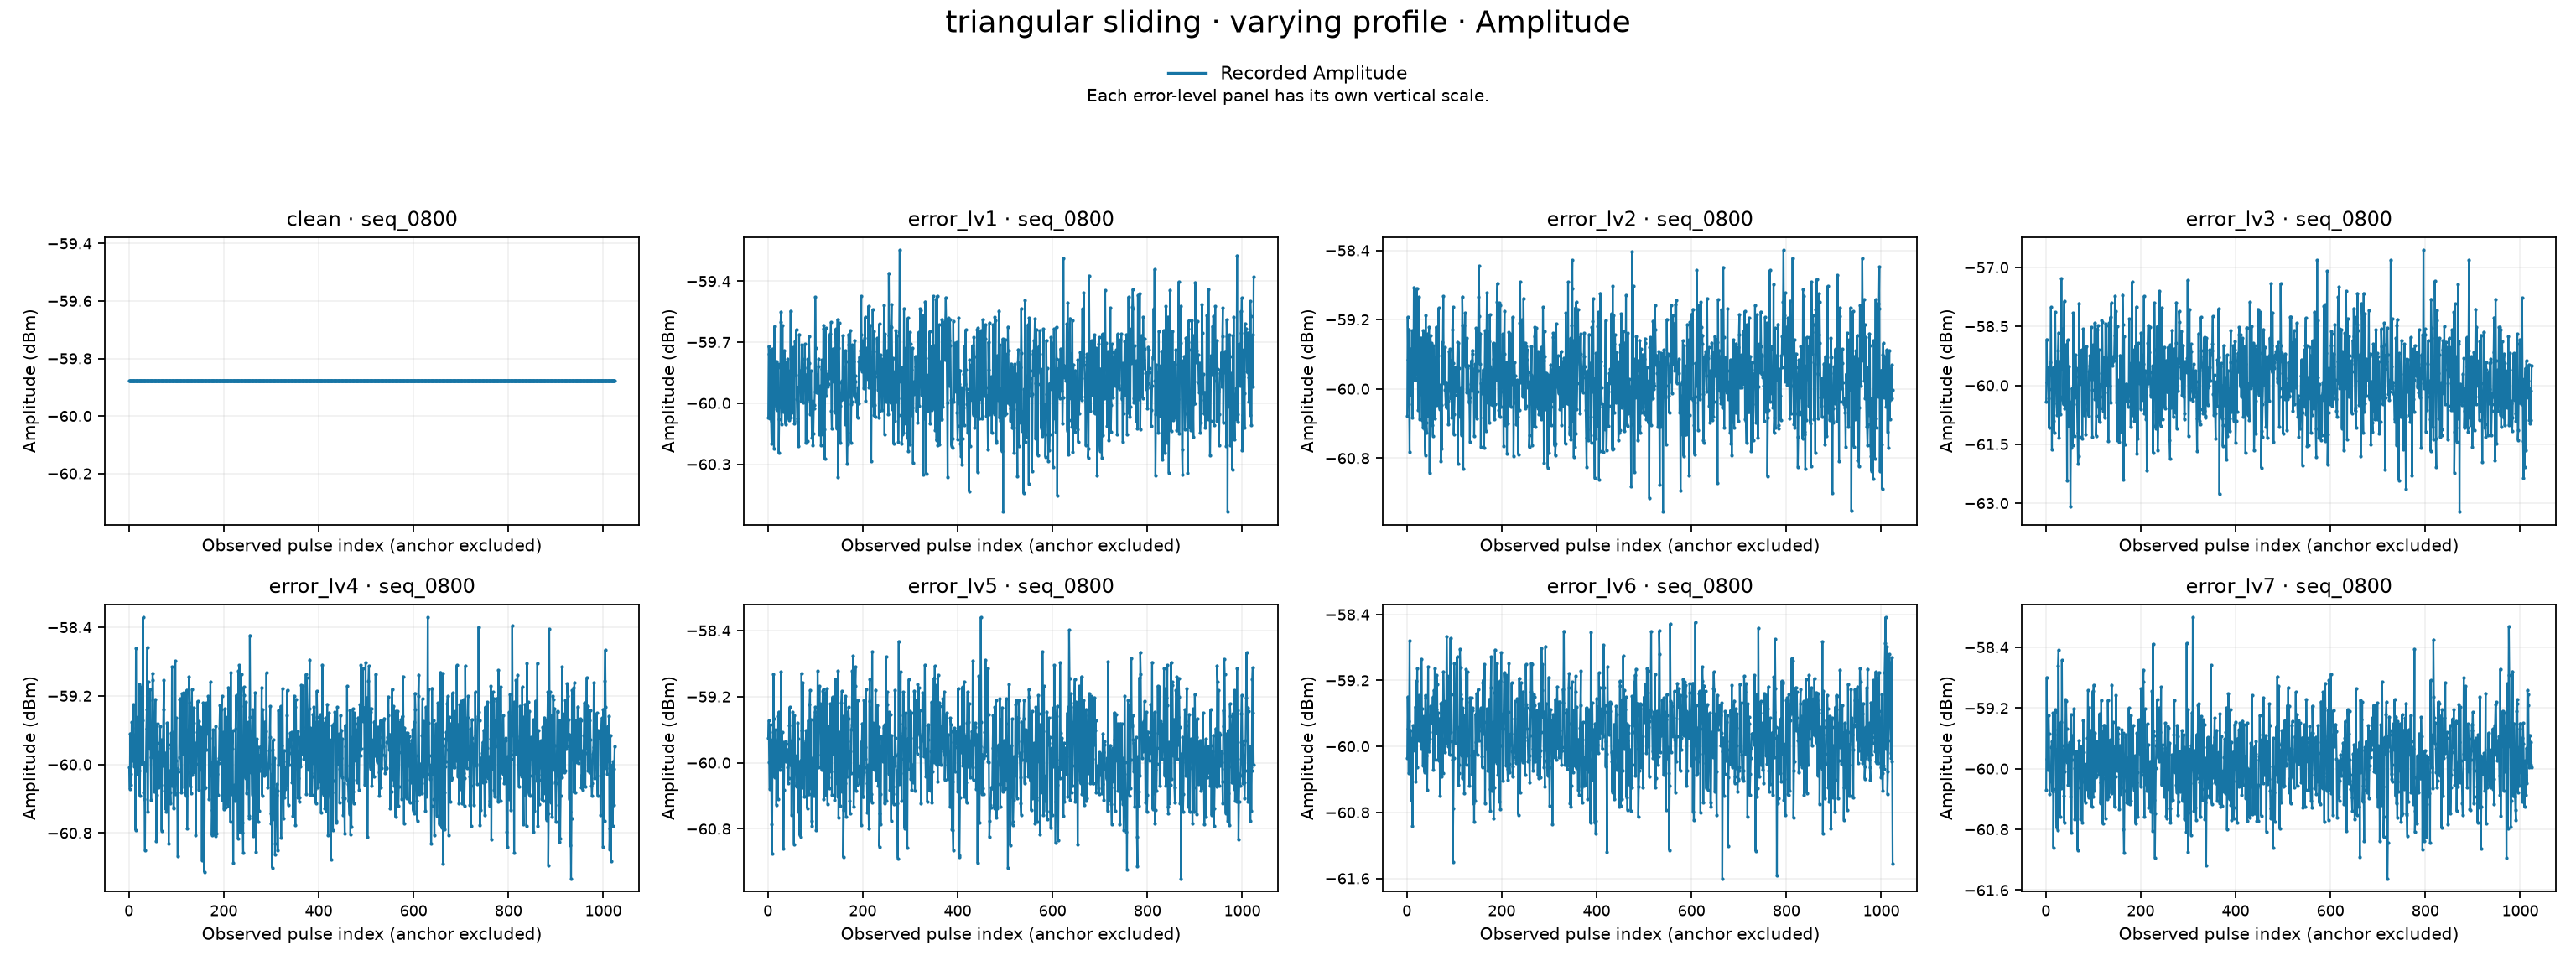 triangular sliding · varying profile · Amplitude
Recorded Amplitude
Each error-level panel has its own vertical scale.
clean · seq_0800
error_lv1 · seq_0800
error_lv2 · seq_0800
error_lv3 · seq_0800
Amplitude (dBm)
−59.4
−59.6
−59.8
−60.0
−60.2
Amplitude (dBm)
−59.4
−59.7
−60.0
−60.3
Amplitude (dBm)
−58.4
−59.2
−60.0
−60.8
Amplitude (dBm)
−57.0
−58.5
−60.0
−61.5
−63.0
Observed pulse index (anchor excluded)
Observed pulse index (anchor excluded)
Observed pulse index (anchor excluded)
Observed pulse index (anchor excluded)
error_lv4 · seq_0800
error_lv5 · seq_0800
error_lv6 · seq_0800
error_lv7 · seq_0800
Amplitude (dBm)
−58.4
−59.2
−60.0
−60.8
Amplitude (dBm)
−58.4
−59.2
−60.0
−60.8
Amplitude (dBm)
−58.4
−59.2
−60.0
−60.8
−61.6
Amplitude (dBm)
−58.4
−59.2
−60.0
−60.8
−61.6
0 200 400 600 800 1000
0 200 400 600 800 1000
0 200 400 600 800 1000
0 200 400 600 800 1000
Observed pulse index (anchor excluded)
Observed pulse index (anchor excluded)
Observed pulse index (anchor excluded)
Observed pulse index (anchor excluded)